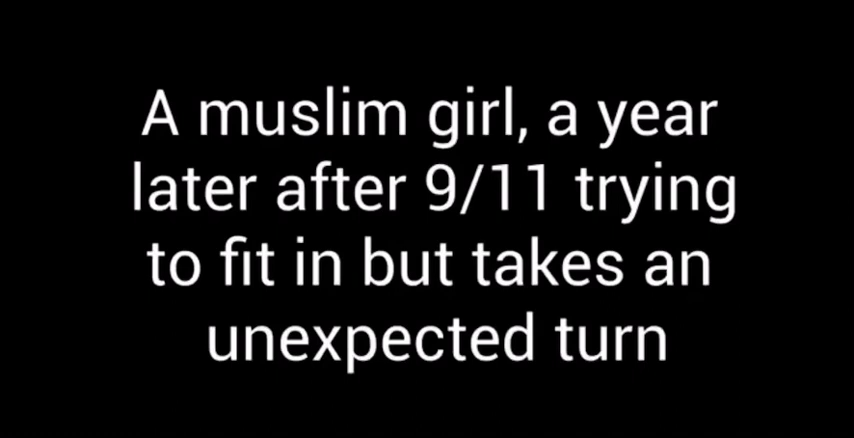 A muslim girl, a year
later after 9/11 trying
to fit in but takes an
unexpected turn